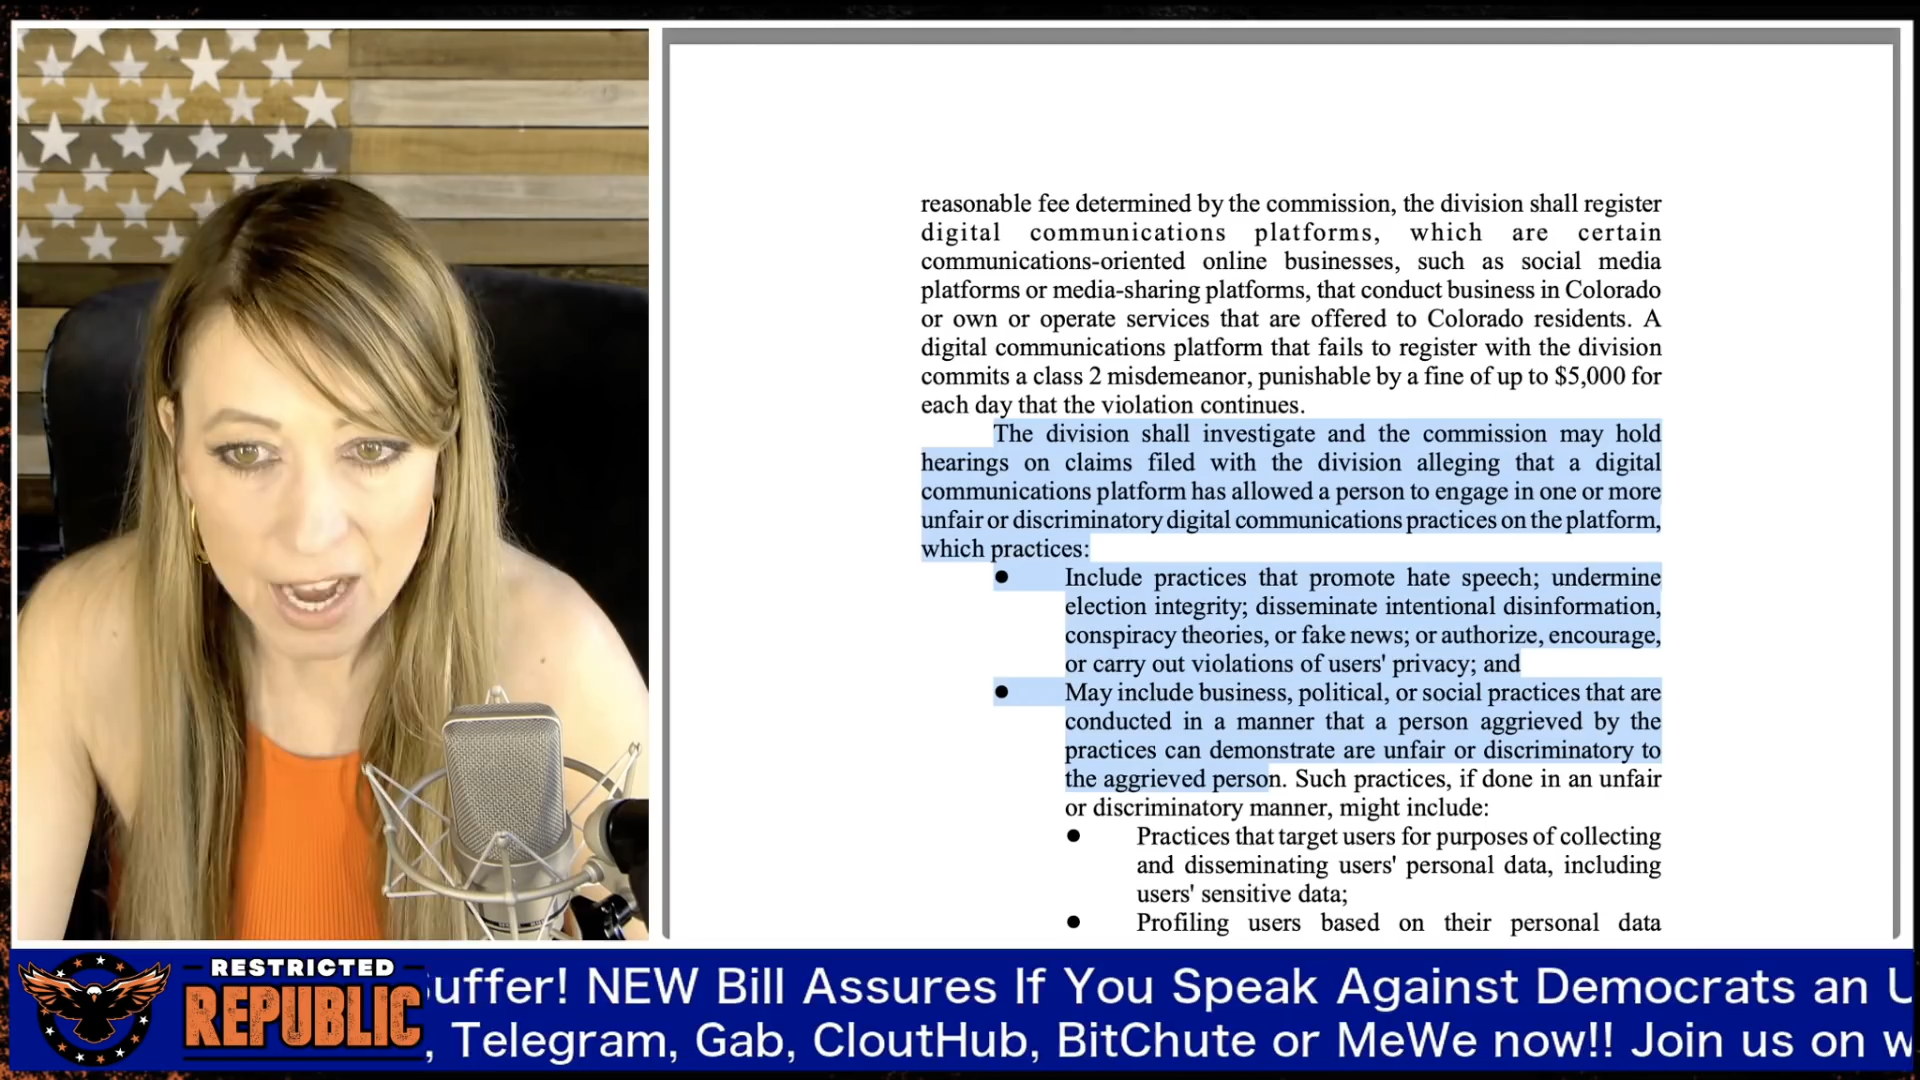 reasonable fee determined by the commission, the division shall register
digital communications platforms, which are certain
communications-oriented online businesses, such as social media
platforms or media-sharing platforms, that conduct business in Colorado
or own or operate services that are offered to Colorado residents. A
digital communications platform that fails to register with the division
commits a class 2 misdemeanor, punishable by a fine of up to $5,000 for
each day that the violation continues.
The division shall investigate and the commission may hold
hearings on claims filed with the division alleging that a digital
communications platform has allowed a person to engage in one or more
unfair or discriminatory digital communications practices on the platform,
which practices:
● Include practices that promote hate speech; undermine
election integrity; disseminate intentional disinformation,
conspiracy theories, or fake news; or authorize, encourage,
or carry out violations of users' privacy; and
● May include business, political, or social practices that are
conducted in a manner that a person aggrieved by the
practices can demonstrate are unfair or discriminatory to
the aggrieved person. Such practices, if done in an unfair
or discriminatory manner, might include:
● Practices that target users for purposes of collecting
and disseminating users' personal data, including
users' sensitive data;
● Profiling users based on their personal data
RESTRICTED
REPUBLIC
uffer! NEW Bill Assures If You Speak Against Democrats an U
, Telegram, Gab, CloutHub, BitChute or MeWe now!! Join us on w